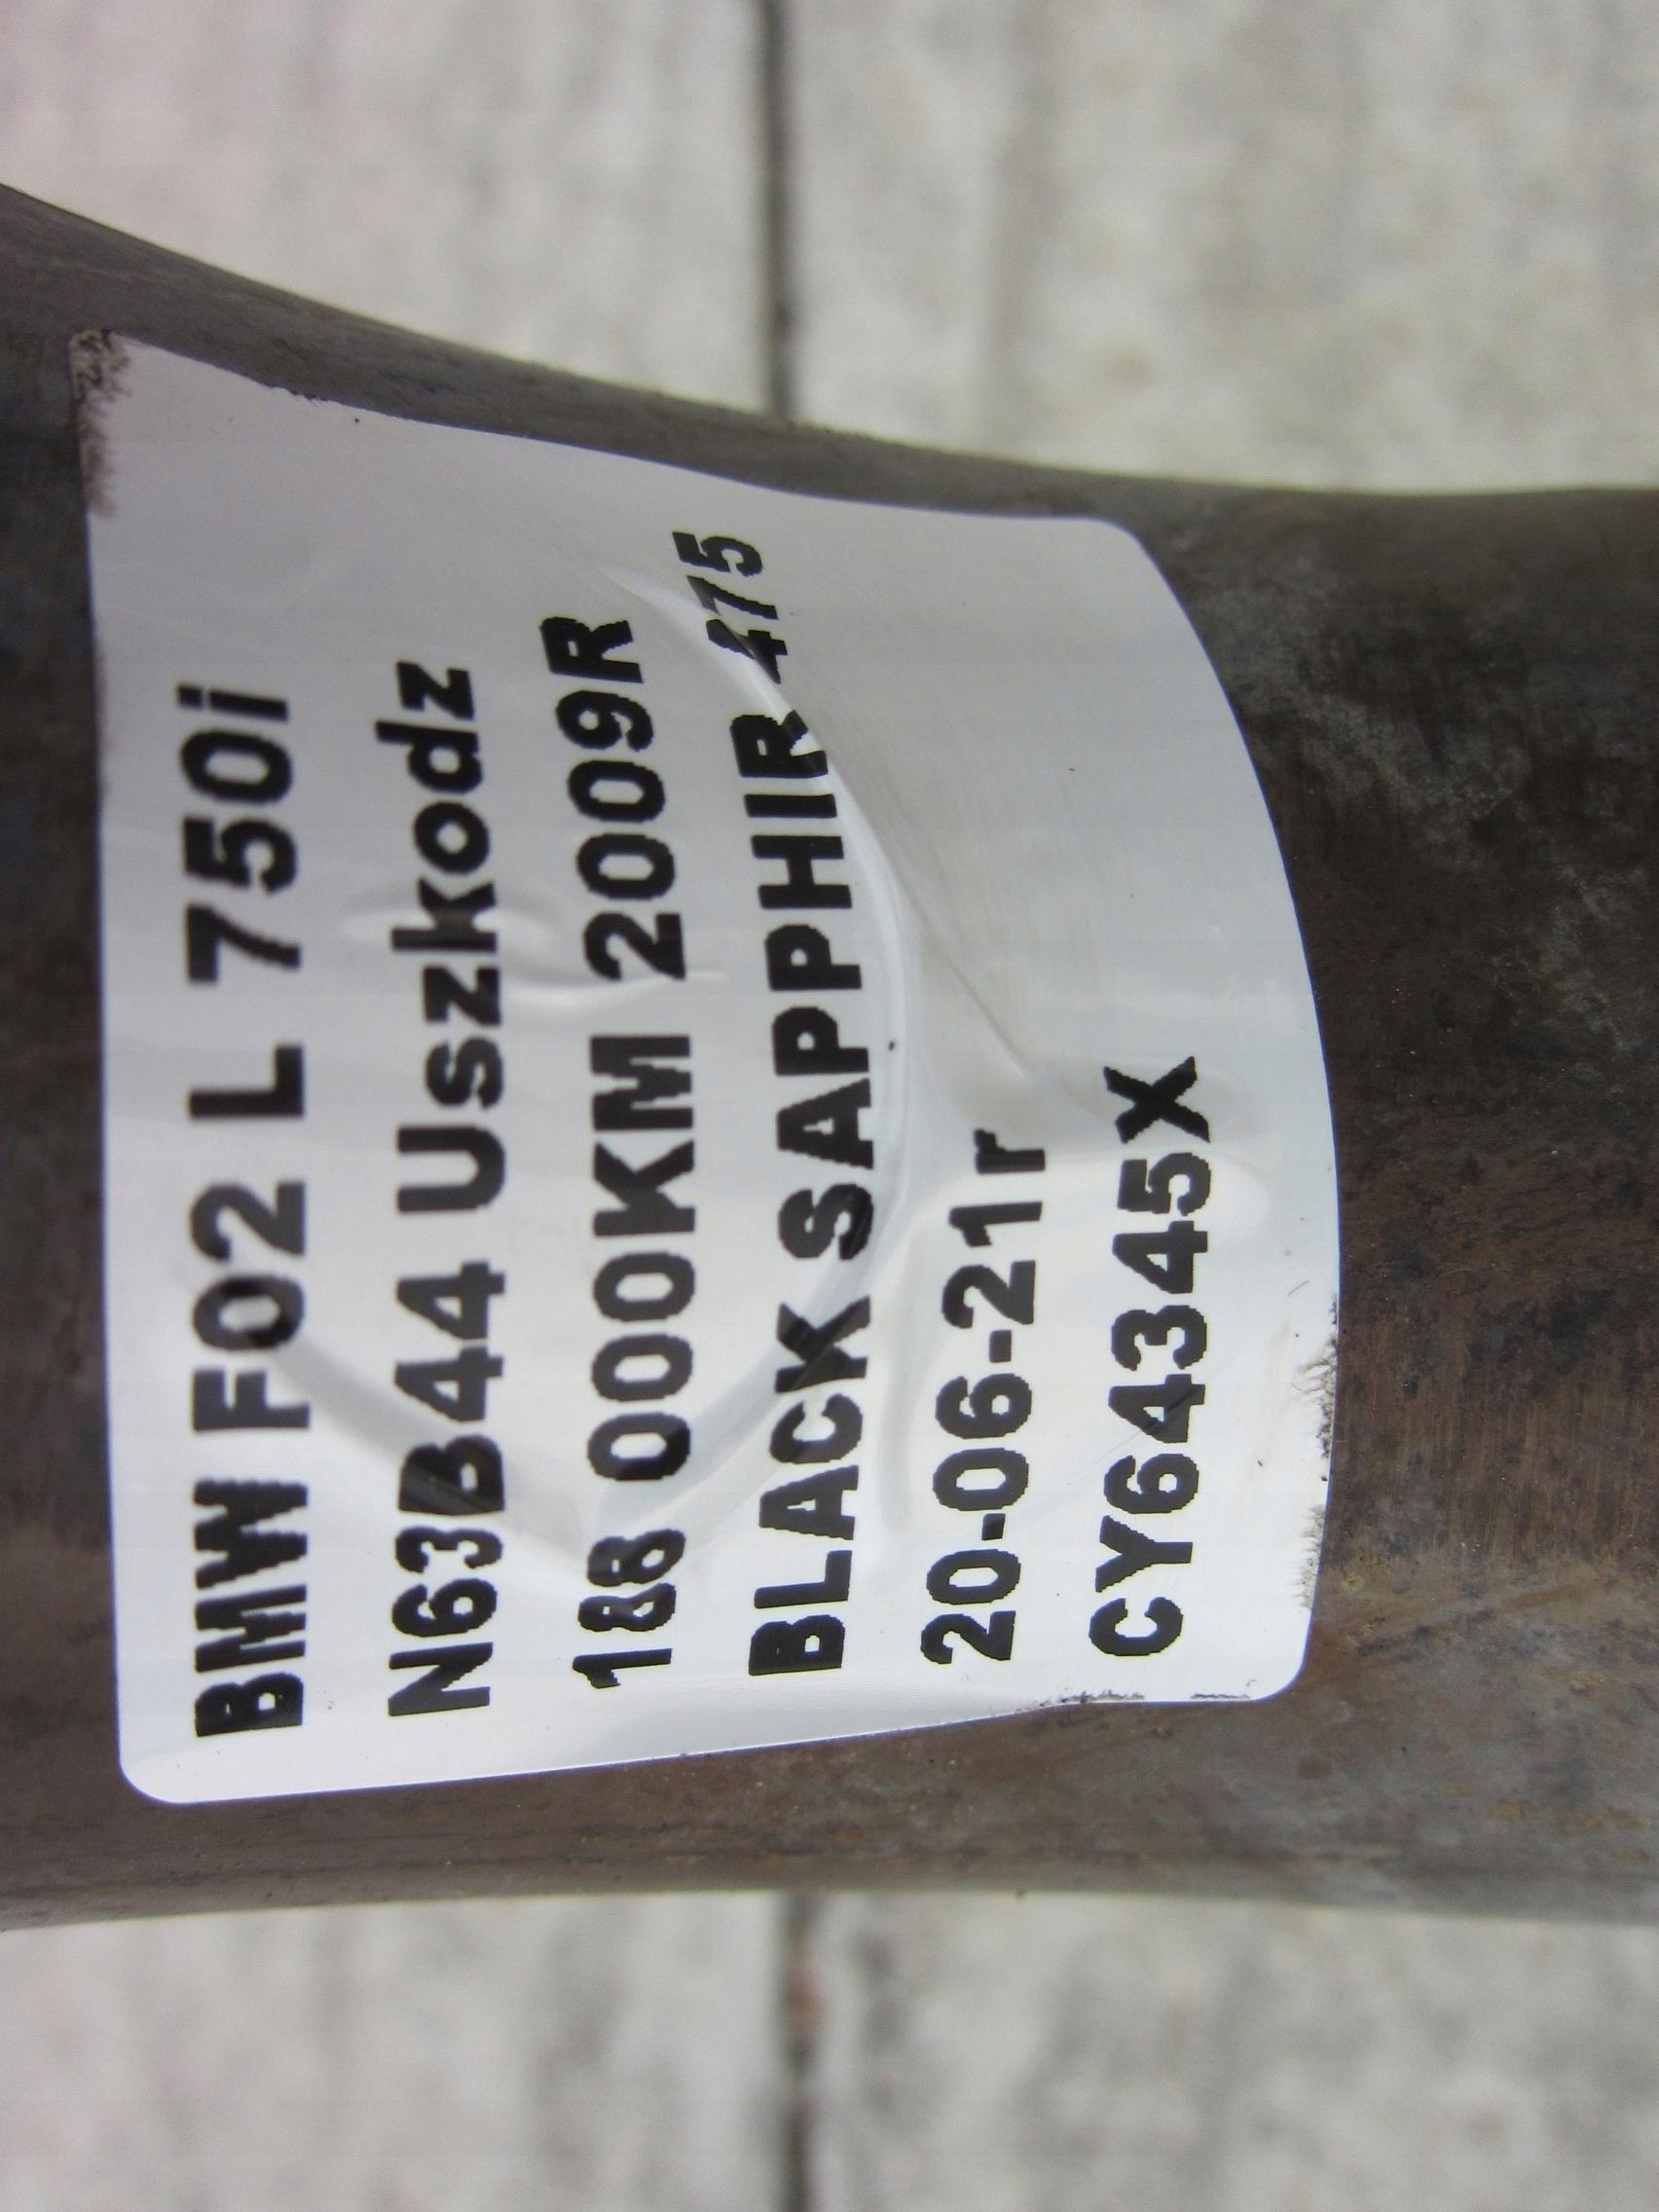 BMW F02 L 750i
N63B44 Uszkodz
188 000KM 2009R
BLACK SAPPHIR 475
20-06-21r
CY64345X